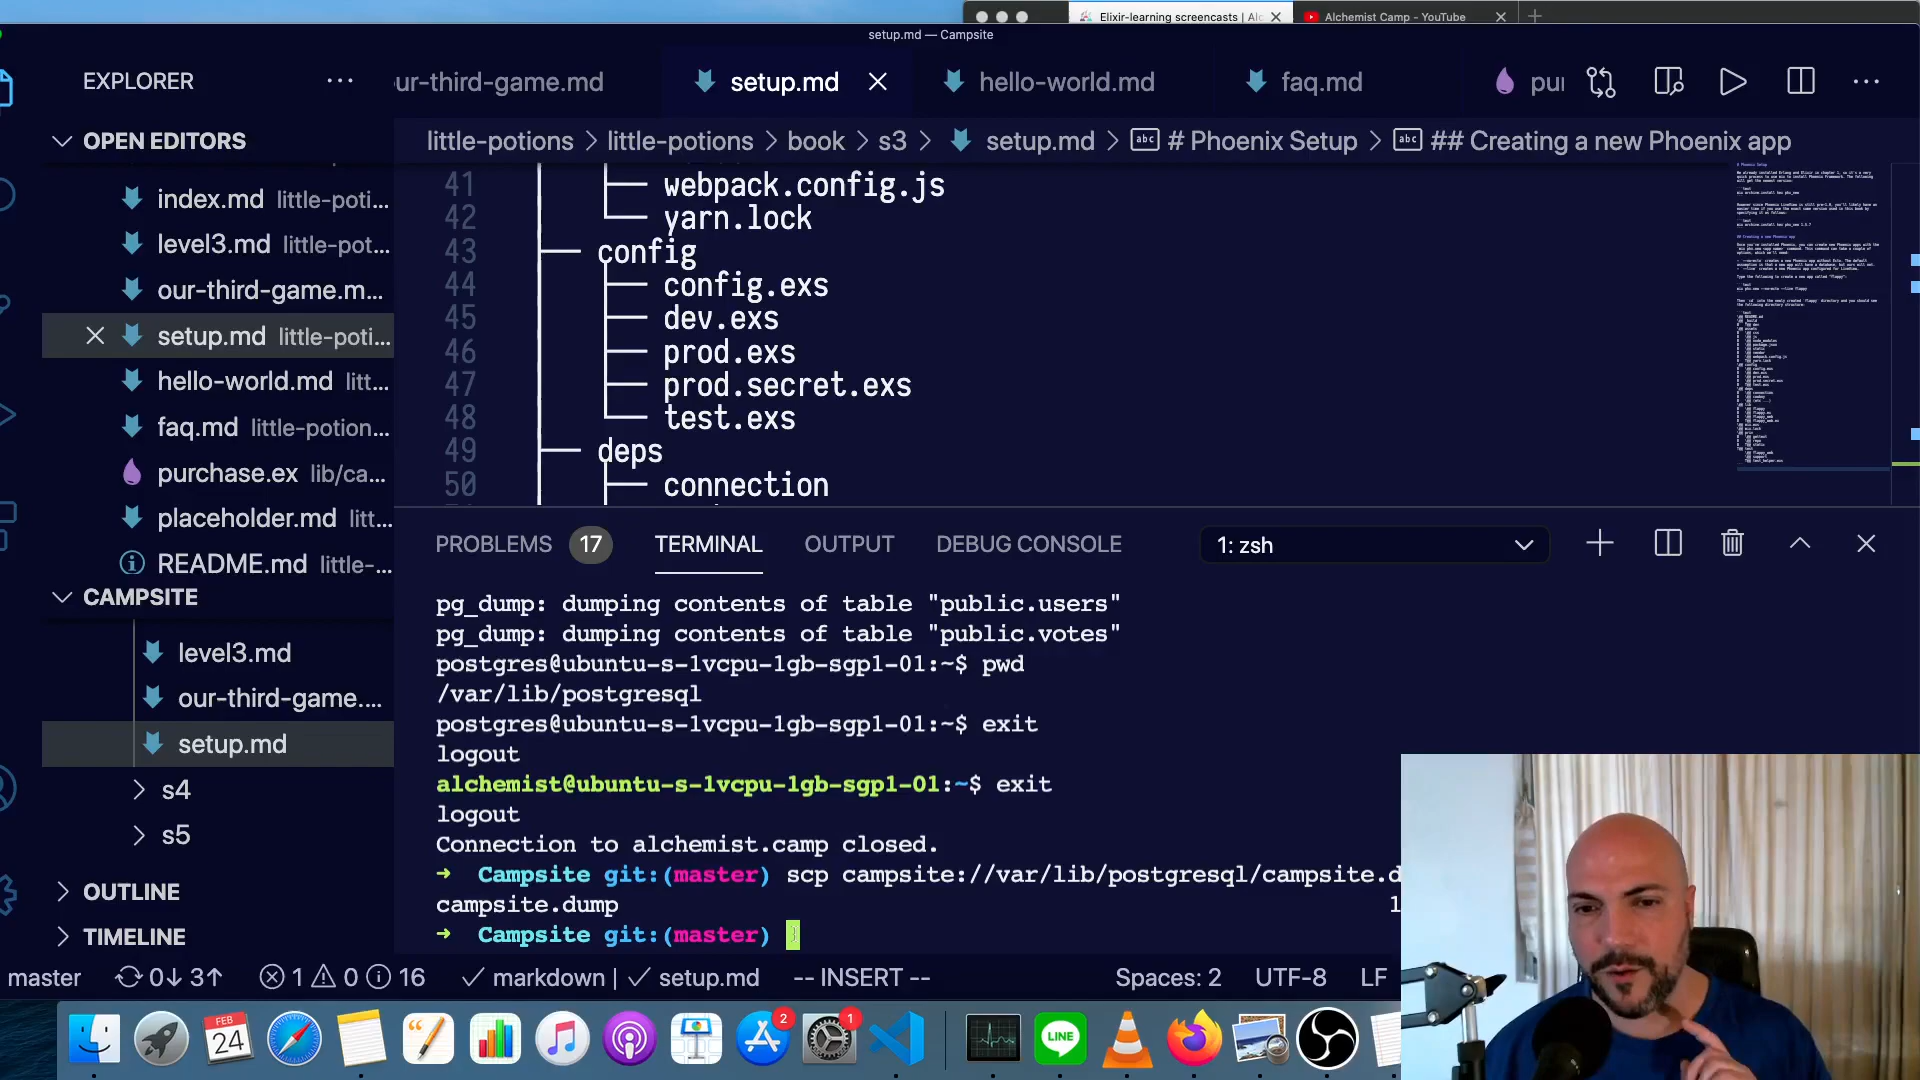 Elixir-learning screencasts | Alc
Alchemist Camp - YouTube
setup.md — Campsite
EXPLORER
ur-third-game.md
setup.md
hello-world.md
faq.md
pur
OPEN EDITORS
little-potions > little-potions > book > s3 > setup.md > # Phoenix Setup > ## Creating a new Phoenix app
index.md little-poti...
level3.md little-pot...
our-third-game.m...
setup.md little-poti...
hello-world.md litt...
faq.md little-potion...
purchase.ex lib/ca...
placeholder.md litt...
README.md little-...
CAMPSITE
level3.md
our-third-game....
setup.md
s4
s5
OUTLINE
TIMELINE
41 ├── webpack.config.js
42 └── yarn.lock
43 ├── config
44 ├── config.exs
45 ├── dev.exs
46 ├── prod.exs
47 ├── prod.secret.exs
48 └── test.exs
49 ├── deps
50 ├── connection
PROBLEMS 17 TERMINAL OUTPUT DEBUG CONSOLE 1: zsh
pg_dump: dumping contents of table "public.users"
pg_dump: dumping contents of table "public.votes"
postgres@ubuntu-s-1vcpu-1gb-sgp1-01:~$ pwd
/var/lib/postgresql
postgres@ubuntu-s-1vcpu-1gb-sgp1-01:~$ exit
logout
alchemist@ubuntu-s-1vcpu-1gb-sgp1-01:~$ exit
logout
Connection to alchemist.camp closed.
→ Campsite git:(master) scp campsite://var/lib/postgresql/campsite.d
campsite.dump 1
→ Campsite git:(master)
master 0↓ 3↑ 1 0 16 markdown | setup.md -- INSERT -- Spaces: 2 UTF-8 LF
FEB
24
LINE
2
1